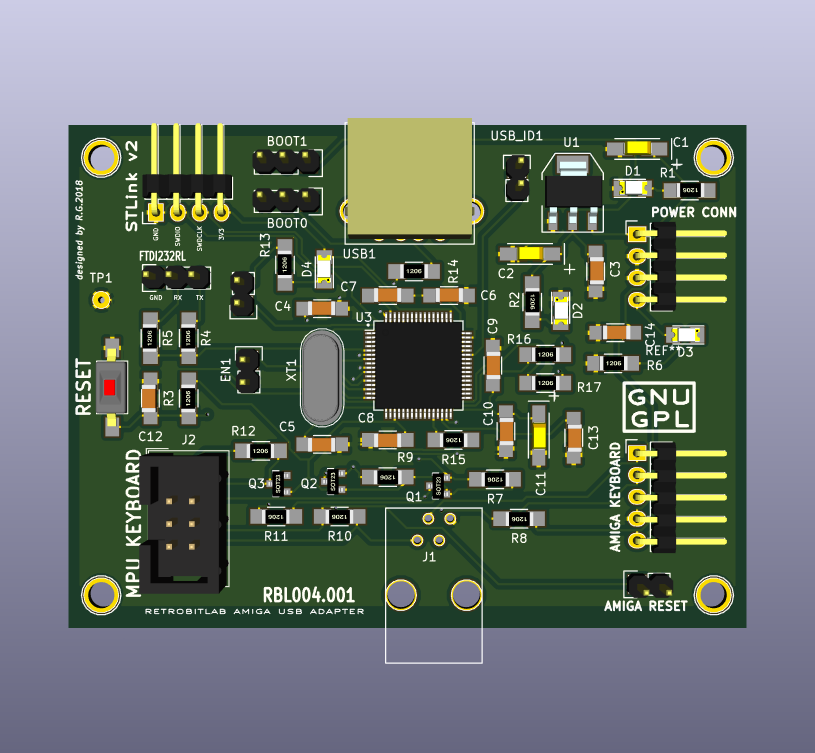 STLink v2
BOOT1
USB_ID1
U1
C1
D1
R1
1206
POWER CONN
designed by R.G.2018
GND
SWDIO
SWDCLK
3V3
BOOT0
R13
1206
D4
USB1
FTDI232RL
GND
RX
TX
TP1
C4
C7
1206
R14
C6
C2
C3
R2
1206
D2
U3
R5
1206
R4
1206
C9
R16
1206
C14
REF**
D3
1206
R6
EN1
XT1
1206
R17
RESET
R3
1206
C12
C8
C10
C11
C13
GNU
GPL
J2
R12
1206
C5
R9
1206
R15
1206
Q3
SOT23
Q2
SOT23
Q1
SOT23
1206
R7
MPU KEYBOARD
AMIGA KEYBOARD
1206
R11
1206
R10
1206
R8
J1
RBL004.001
RETROBITLAB AMIGA USB ADAPTER
AMIGA RESET